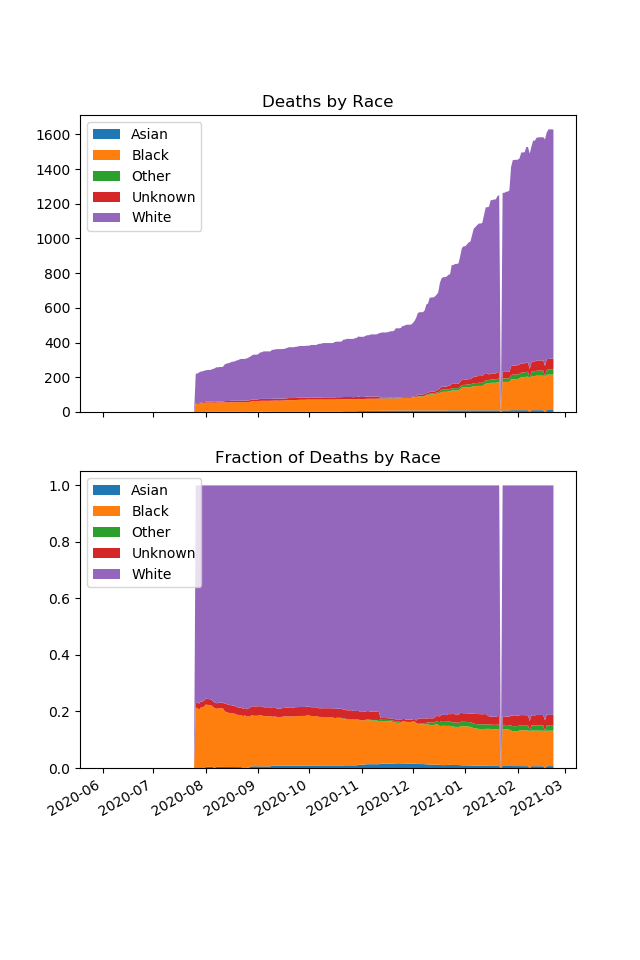 Deaths by Race
1600
1400
1200
1000
800
600
400
200
0
Asian
Black
Other
Unknown
White
Fraction of Deaths by Race
1.0
0.8
0.6
0.4
0.2
0.0
Asian
Black
Other
Unknown
White
2020-06
2020-07
2020-08
2020-09
2020-10
2020-11
2020-12
2021-01
2021-02
2021-03